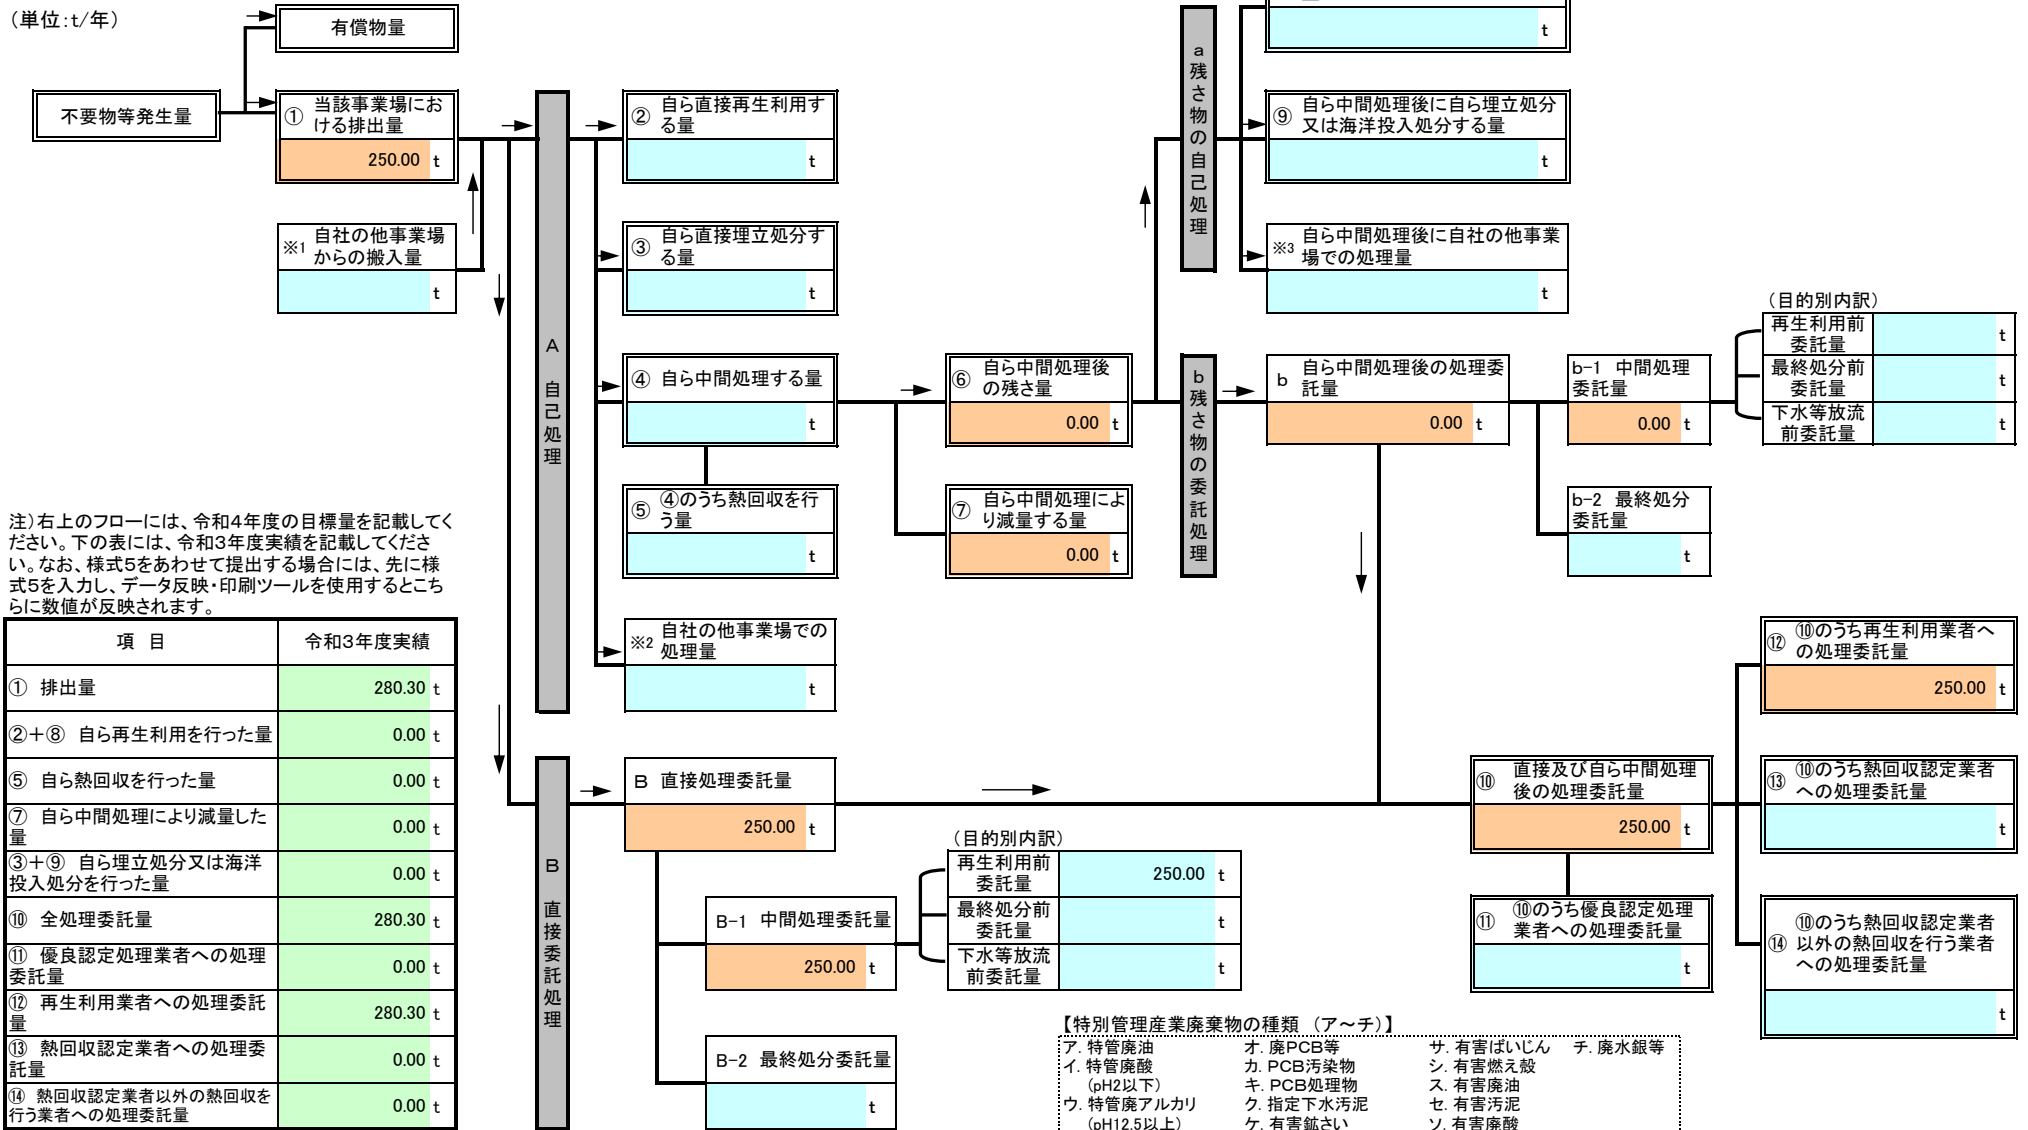 (単位:t/年)
有償物量
不要物等発生量
① 当該事業場にお
ける排出量
250.00 t
※1 自社の他事業場
からの搬入量
t
A 自己処理
② 自ら直接再生利用す
る量
t
③ 自ら直接埋立処分す
る量
t
④ 自ら中間処理する量
t
⑤ ④のうち熱回収を行
う量
t
※2 自社の他事業場での
処理量
t
⑥ 自ら中間処理後
の残さ量
0.00 t
⑦ 自ら中間処理によ
り減量する量
0.00 t
a 残さ物の自己処理
t
⑨ 自ら中間処理後に自ら埋立処分
又は海洋投入処分する量
t
※3 自ら中間処理後に自社の他事業
場での処理量
t
b 残さ物の委託処理
b 自ら中間処理後の処理委
託量
0.00 t
b-1 中間処理
委託量
0.00 t
b-2 最終処分
委託量
t
(目的別内訳)
再生利用前
委託量
t
最終処分前
委託量
t
下水等放流
前委託量
t
注)右上のフローには、令和4年度の目標量を記載してく
ださい。下の表には、令和3年度実績を記載してくださ
い。なお、様式5をあわせて提出する場合には、先に様
式5を入力し、データ反映・印刷ツールを使用するとこち
らに数値が反映されます。
項 目 令和3年度実績
① 排出量 280.30 t
②+⑧ 自ら再生利用を行った量 0.00 t
⑤ 自ら熱回収を行った量 0.00 t
⑦ 自ら中間処理により減量した
量 0.00 t
③+⑨ 自ら埋立処分又は海洋
投入処分を行った量 0.00 t
⑩ 全処理委託量 280.30 t
⑪ 優良認定処理業者への処理
委託量 0.00 t
⑫ 再生利用業者への処理委託
量 280.30 t
⑬ 熱回収認定業者への処理委
託量 0.00 t
⑭ 熱回収認定業者以外の熱回収を
行う業者への処理委託量 0.00 t
B 直接委託処理
B 直接処理委託量
250.00 t
B-1 中間処理委託量
250.00 t
B-2 最終処分委託量
t
(目的別内訳)
再生利用前
委託量
250.00 t
最終処分前
委託量
t
下水等放流
前委託量
t
⑩ 直接及び自ら中間処理
後の処理委託量
250.00 t
⑪ ⑩のうち優良認定処理
業者への処理委託量
t
⑫ ⑩のうち再生利用業者へ
の処理委託量
250.00 t
⑬ ⑩のうち熱回収認定業者
への処理委託量
t
⑭ ⑩のうち熱回収認定業者
以外の熱回収を行う業者
への処理委託量
t
【特別管理産業廃棄物の種類 (ア~チ)】
ア. 特管廃油 オ. 廃PCB等 サ. 有害ばいじん チ. 廃水銀等
イ. 特管廃酸 カ. PCB汚染物 シ. 有害燃え殻
(pH2以下) キ. PCB処理物 ス. 有害廃油
ウ. 特管廃アルカリ ク. 指定下水汚泥 セ. 有害汚泥
(pH12.5以上) ケ. 有害鉱さい ソ. 有害廃酸